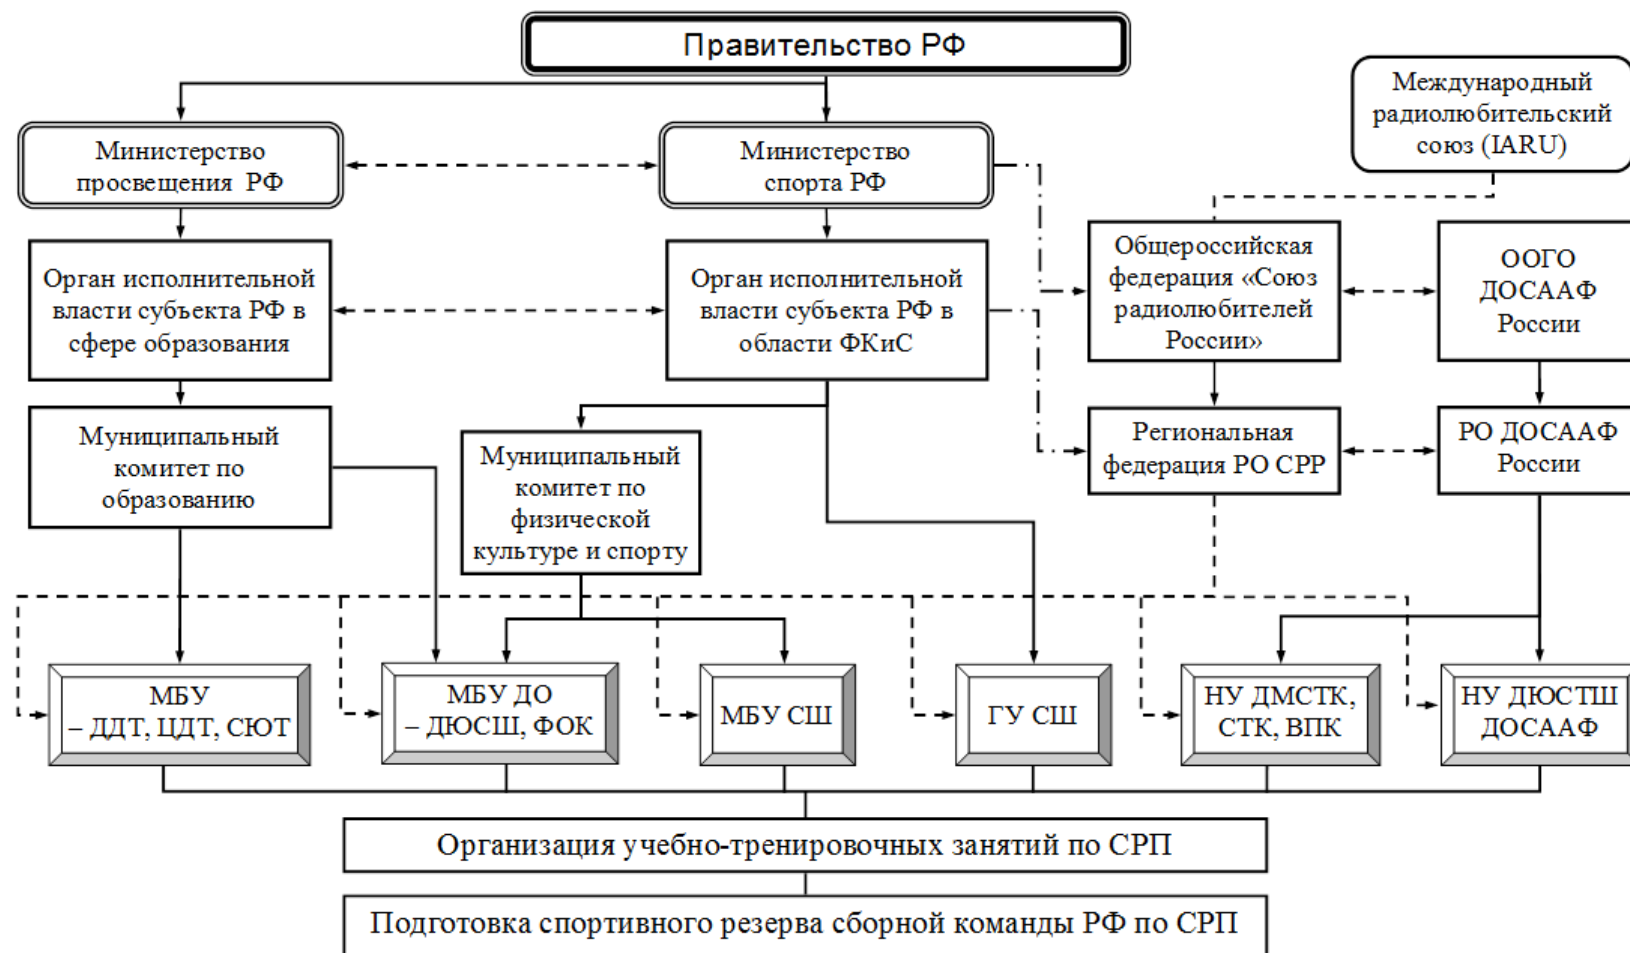 Правительство РФ
Международный
радиолюбительский
союз (IARU)
Министерство
просвещения РФ
Министерство
спорта РФ
Орган исполнительной
власти субъекта РФ в
сфере образования
Орган исполнительной
власти субъекта РФ в
области ФКиС
Общероссийская
федерация «Союз
радиолюбителей
России»
ООГО
ДОСААФ
России
Муниципальный
комитет по
образованию
Муниципальный
комитет по
физической
культуре и спорту
Региональная
федерация РО СРР
РО ДОСААФ
России
МБУ
– ДДТ, ЦДТ, СЮТ
МБУ ДО
– ДЮСШ, ФОК
МБУ СШ
ГУ СШ
НУ ДМСТК,
СТК, ВПК
НУ ДЮСТШ
ДОСААФ
Организация учебно-тренировочных занятий по СРП
Подготовка спортивного резерва сборной команды РФ по СРП